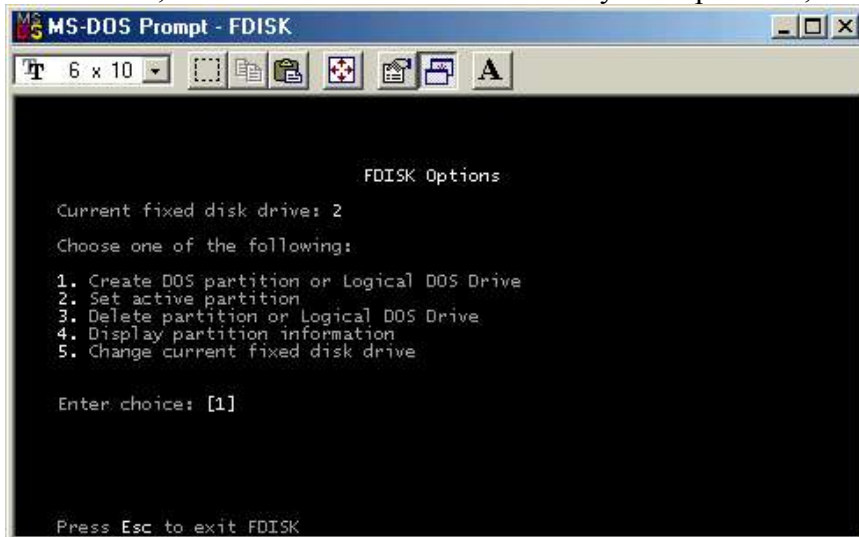 MS-DOS Prompt - FDISK
6 x 10
A
FDISK Options
Current fixed disk drive: 2
Choose one of the following:
1. Create DOS partition or Logical DOS Drive
2. Set active partition
3. Delete partition or Logical DOS Drive
4. Display partition information
5. Change current fixed disk drive
Enter choice: [1]
Press Esc to exit FDISK